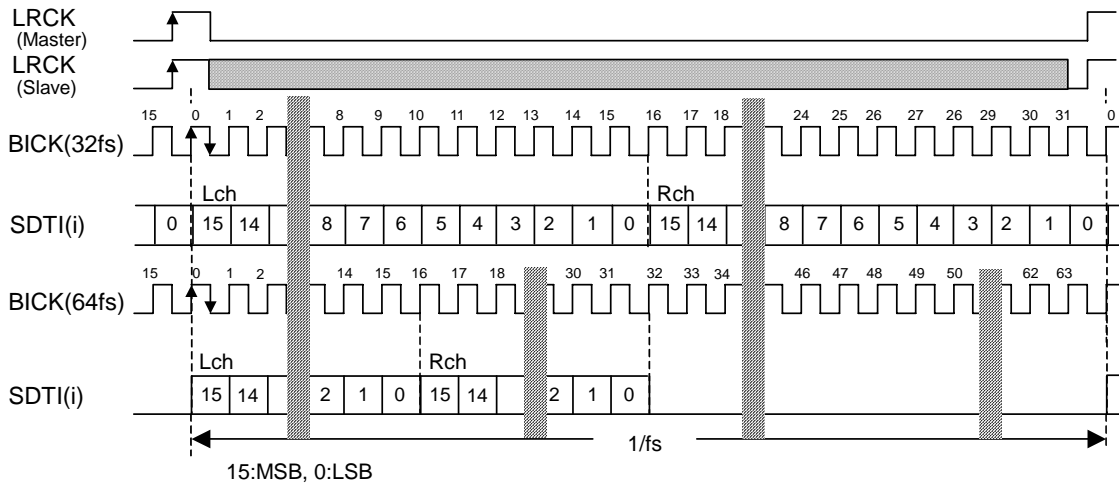 LRCK
(Master)
LRCK
(Slave)
15 0 1 2 8 9 10 11 12 13 14 15 16 17 18 24 25 26 27 26 29 30 31 0
BICK(32fs)
Lch Rch
SDTI(i) 0 15 14 8 7 6 5 4 3 2 1 0 15 14 8 7 6 5 4 3 2 1 0
15 0 1 2 14 15 16 17 18 30 31 32 33 34 46 47 48 49 50 62 63
BICK(64fs)
Lch Rch
SDTI(i) 15 14 2 1 0 15 14 2 1 0
1/fs
15:MSB, 0:LSB